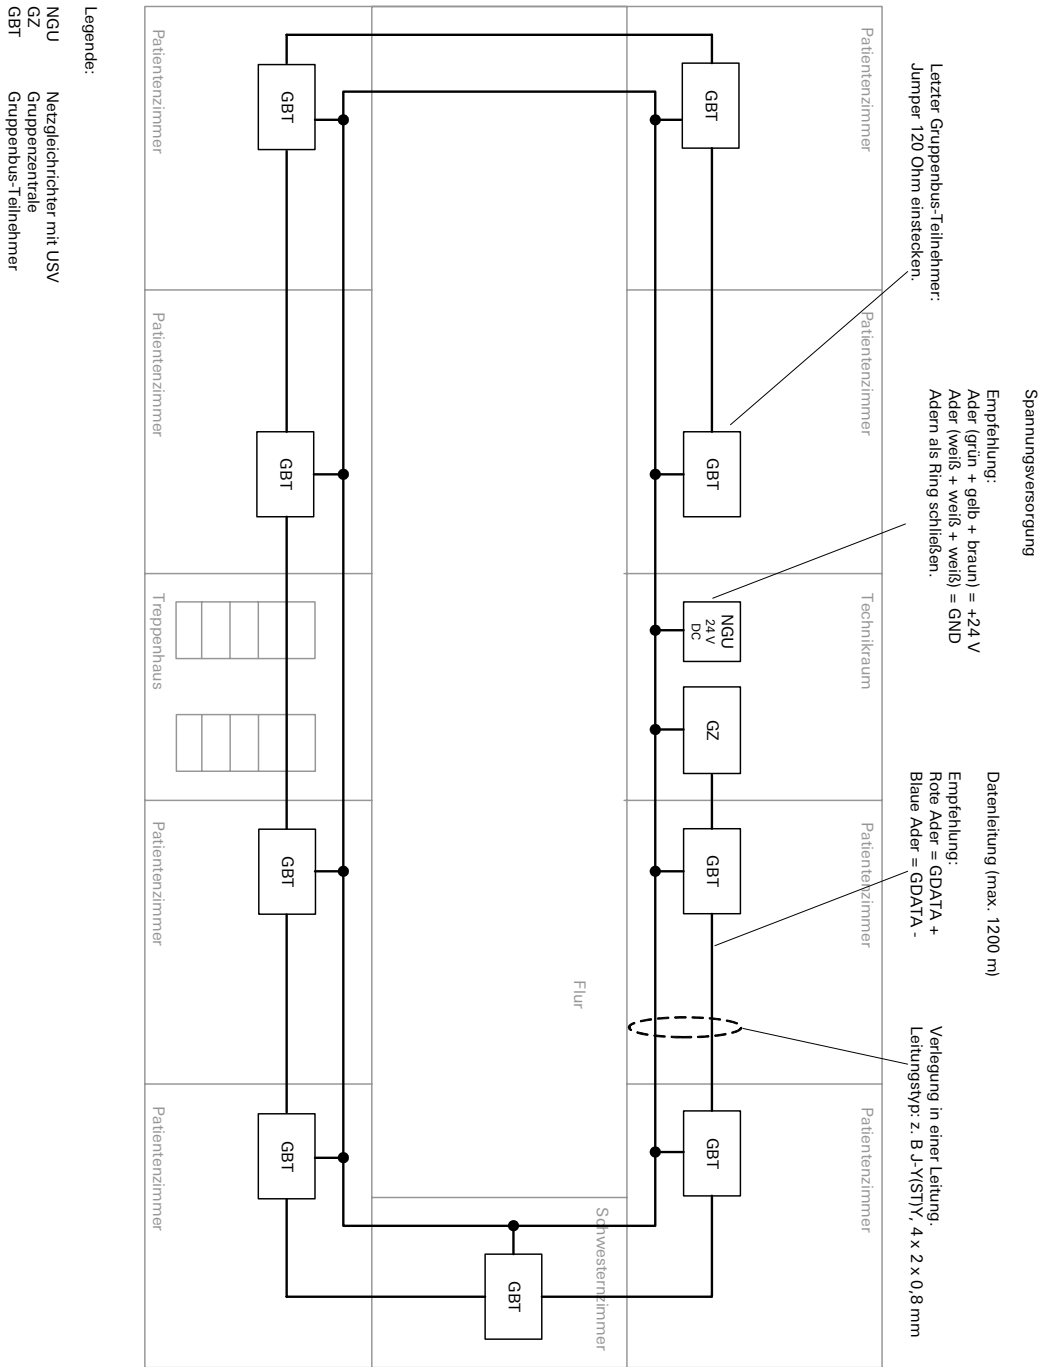 Spannungsversorgung
Empfehlung:
Ader (grün + gelb + braun) = +24 V
Ader (weiß + weiß + weiß) = GND
Adern als Ring schließen.
Letzter Gruppenbus-Teilnehmer:
Jumper 120 Ohm einstecken.
Datenleitung (max. 1200 m)
Empfehlung:
Rote Ader = GDATA +
Blaue Ader = GDATA -
Verlegung in einer Leitung.
Leitungstyp: z. B J-Y(ST)Y, 4 x 2 x 0,8 mm
Patientenzimmer
Patientenzimmer
Technikraum
Patientenzimmer
Patientenzimmer
GBT
GBT
NGU
24 V
DC
GZ
GBT
GBT
Flur
Schwesternzimmer
GBT
GBT
GBT
GBT
GBT
Patientenzimmer
Patientenzimmer
Treppenhaus
Patientenzimmer
Patientenzimmer
Legende:
NGU Netzgleichrichter mit USV
GZ Gruppenzentrale
GBT Gruppenbus-Teilnehmer